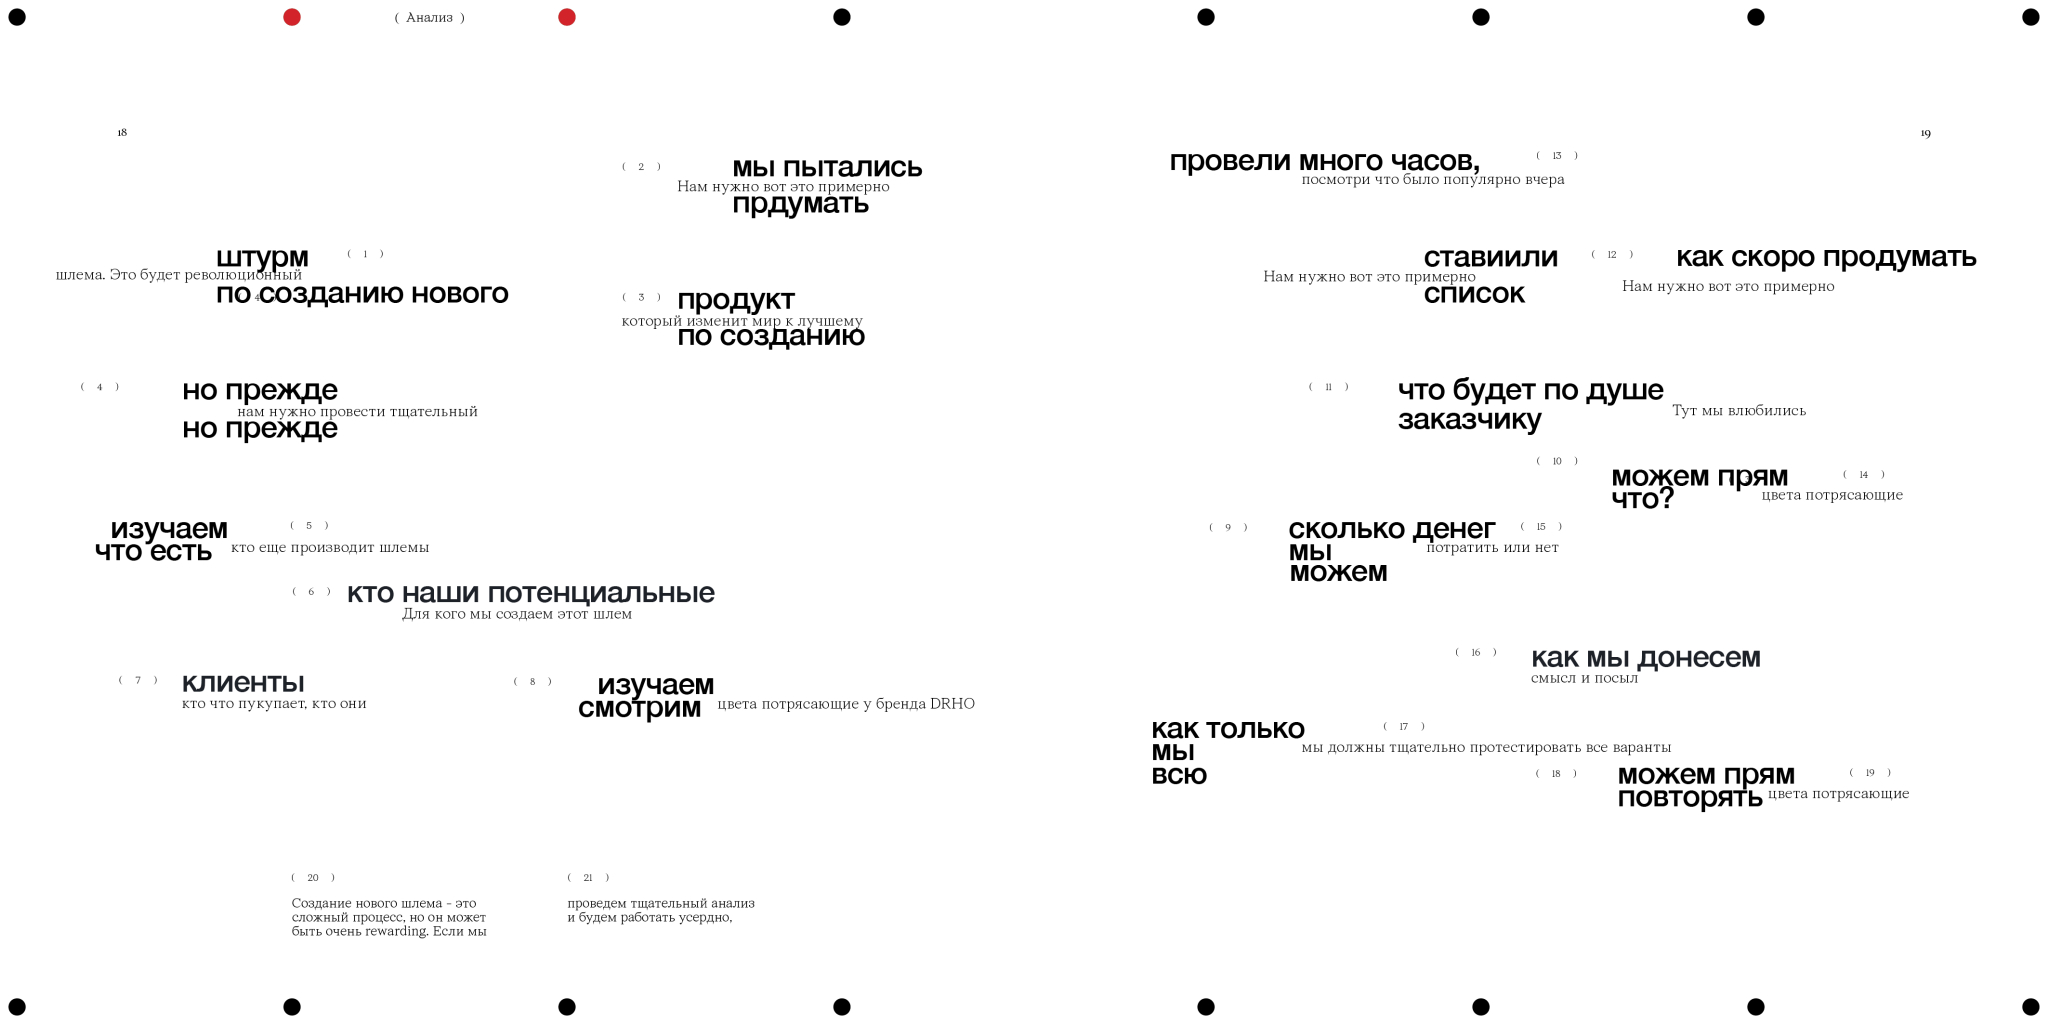 ( Анализ )
18
( 2 ) мы пытались
Нам нужно вот это примерно
прдумать
штурм ( 1 )
шлема. Это будет революционный
по созданию нового
( 3 ) продукт
который изменит мир к лучшему
по созданию
( 4 ) но прежде
нам нужно провести тщательный
но прежде
изучаем ( 5 )
что есть кто еще производит шлемы
( 6 ) кто наши потенциальные
Для кого мы создаем этот шлем
( 7 ) клиенты
кто что пукупает, кто они
( 8 ) изучаем
смотрим цвета потрясающие у бренда DRHO
( 20 )
Создание нового шлема – это
сложный процесс, но он может
быть очень rewarding. Если мы
( 21 )
проведем тщательный анализ
и будем работать усердно,
19
провели много часов, ( 13 )
посмотри что было популярно вчера
ставиили ( 12 ) как скоро продумать
Нам нужно вот это примерно
Нам нужно вот это примерно
список
( 11 ) что будет по душе
Тут мы влюбились
заказчику
( 10 )
можем прям ( 14 )
что? цвета потрясающие
( 9 ) сколько денег ( 15 )
мы потратить или нет
можем
( 16 ) как мы донесем
смысл и посыл
как только ( 17 )
мы мы должны тщательно протестировать все варанты
всю
( 18 ) можем прям ( 19 )
повторять цвета потрясающие